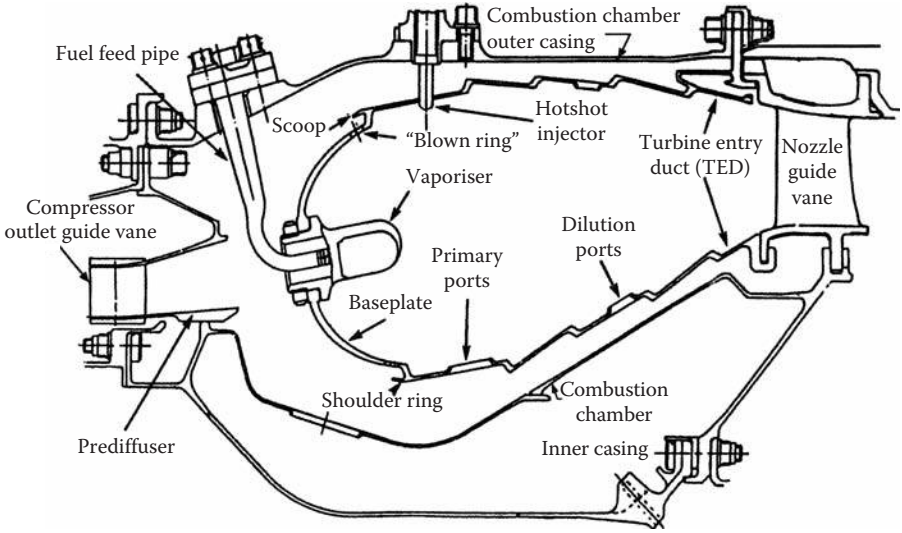 Combustion chamber
outer casing
Fuel feed pipe
Scoop
"Blown ring"
Hotshot
injector
Turbine entry
duct (TED)
Nozzle
guide
vane
Vaporiser
Compressor
outlet guide vane
Dilution
ports
Primary
ports
Baseplate
Shoulder ring
Combustion
chamber
Prediffuser
Inner casing